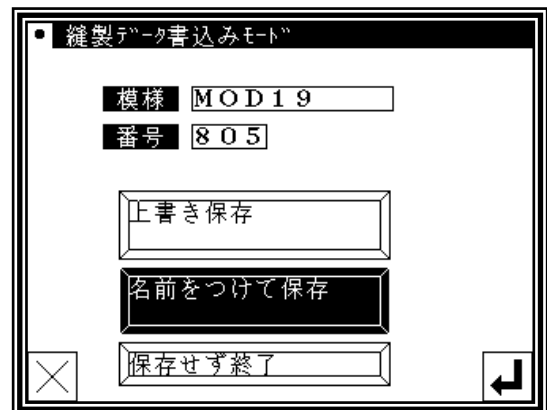 縫製データ書込みモード
模様 MOD19
番号 805
上書き保存
名前をつけて保存
保存せず終了